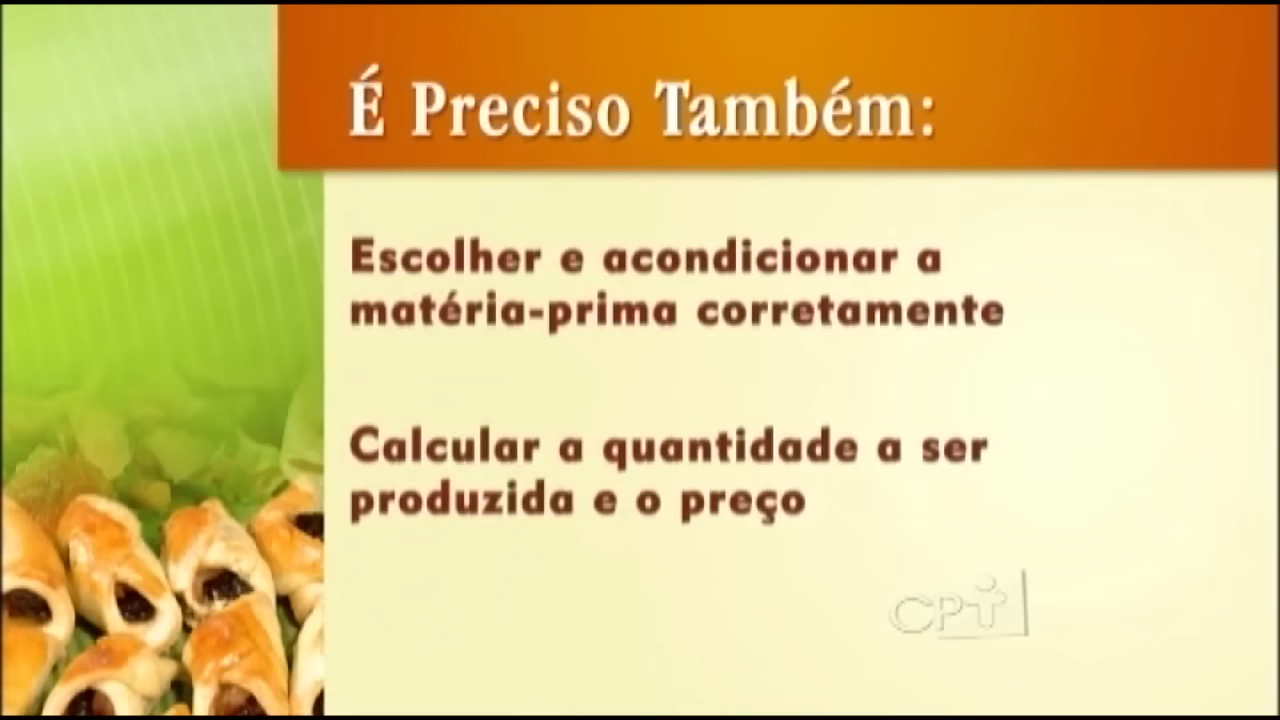 É Preciso Também:
Escolher e acondicionar a
matéria-prima corretamente
Calcular a quantidade a ser
produzida e o preço
CPT